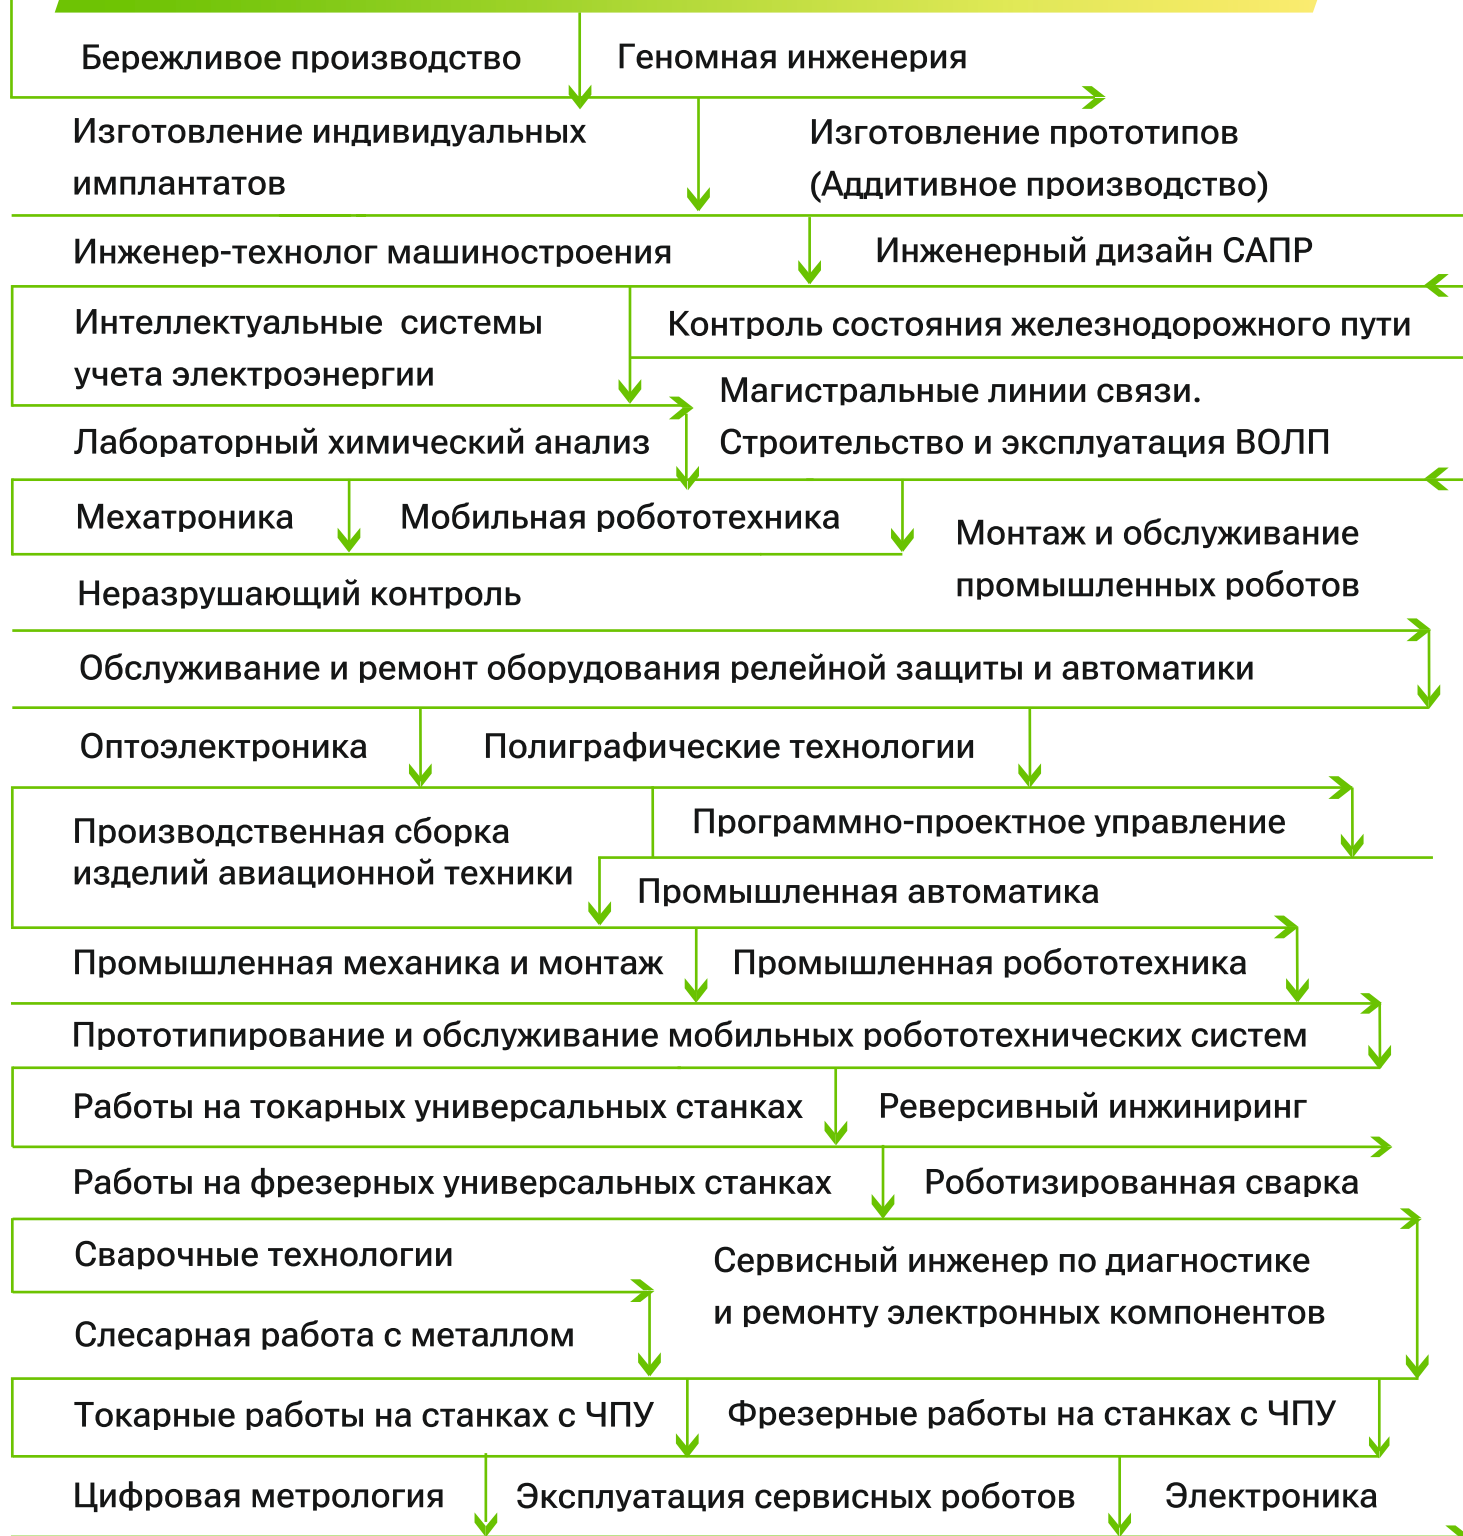 Бережливое производство
Геномная инженерия
Изготовление индивидуальных
имплантатов
Изготовление прототипов
(Аддитивное производство)
Инженер-технолог машиностроения
Инженерный дизайн САПР
Интеллектуальные системы
учета электроэнергии
Контроль состояния железнодорожного пути
Магистральные линии связи.
Строительство и эксплуатация ВОЛП
Лабораторный химический анализ
Мехатроника
Мобильная робототехника
Монтаж и обслуживание
промышленных роботов
Неразрушающий контроль
Обслуживание и ремонт оборудования релейной защиты и автоматики
Оптоэлектроника
Полиграфические технологии
Производственная сборка
изделий авиационной техники
Программно-проектное управление
Промышленная автоматика
Промышленная механика и монтаж
Промышленная робототехника
Прототипирование и обслуживание мобильных робототехнических систем
Работы на токарных универсальных станках
Реверсивный инжиниринг
Работы на фрезерных универсальных станках
Роботизированная сварка
Сварочные технологии
Сервисный инженер по диагностике
и ремонту электронных компонентов
Слесарная работа с металлом
Токарные работы на станках с ЧПУ
Фрезерные работы на станках с ЧПУ
Цифровая метрология
Эксплуатация сервисных роботов
Электроника